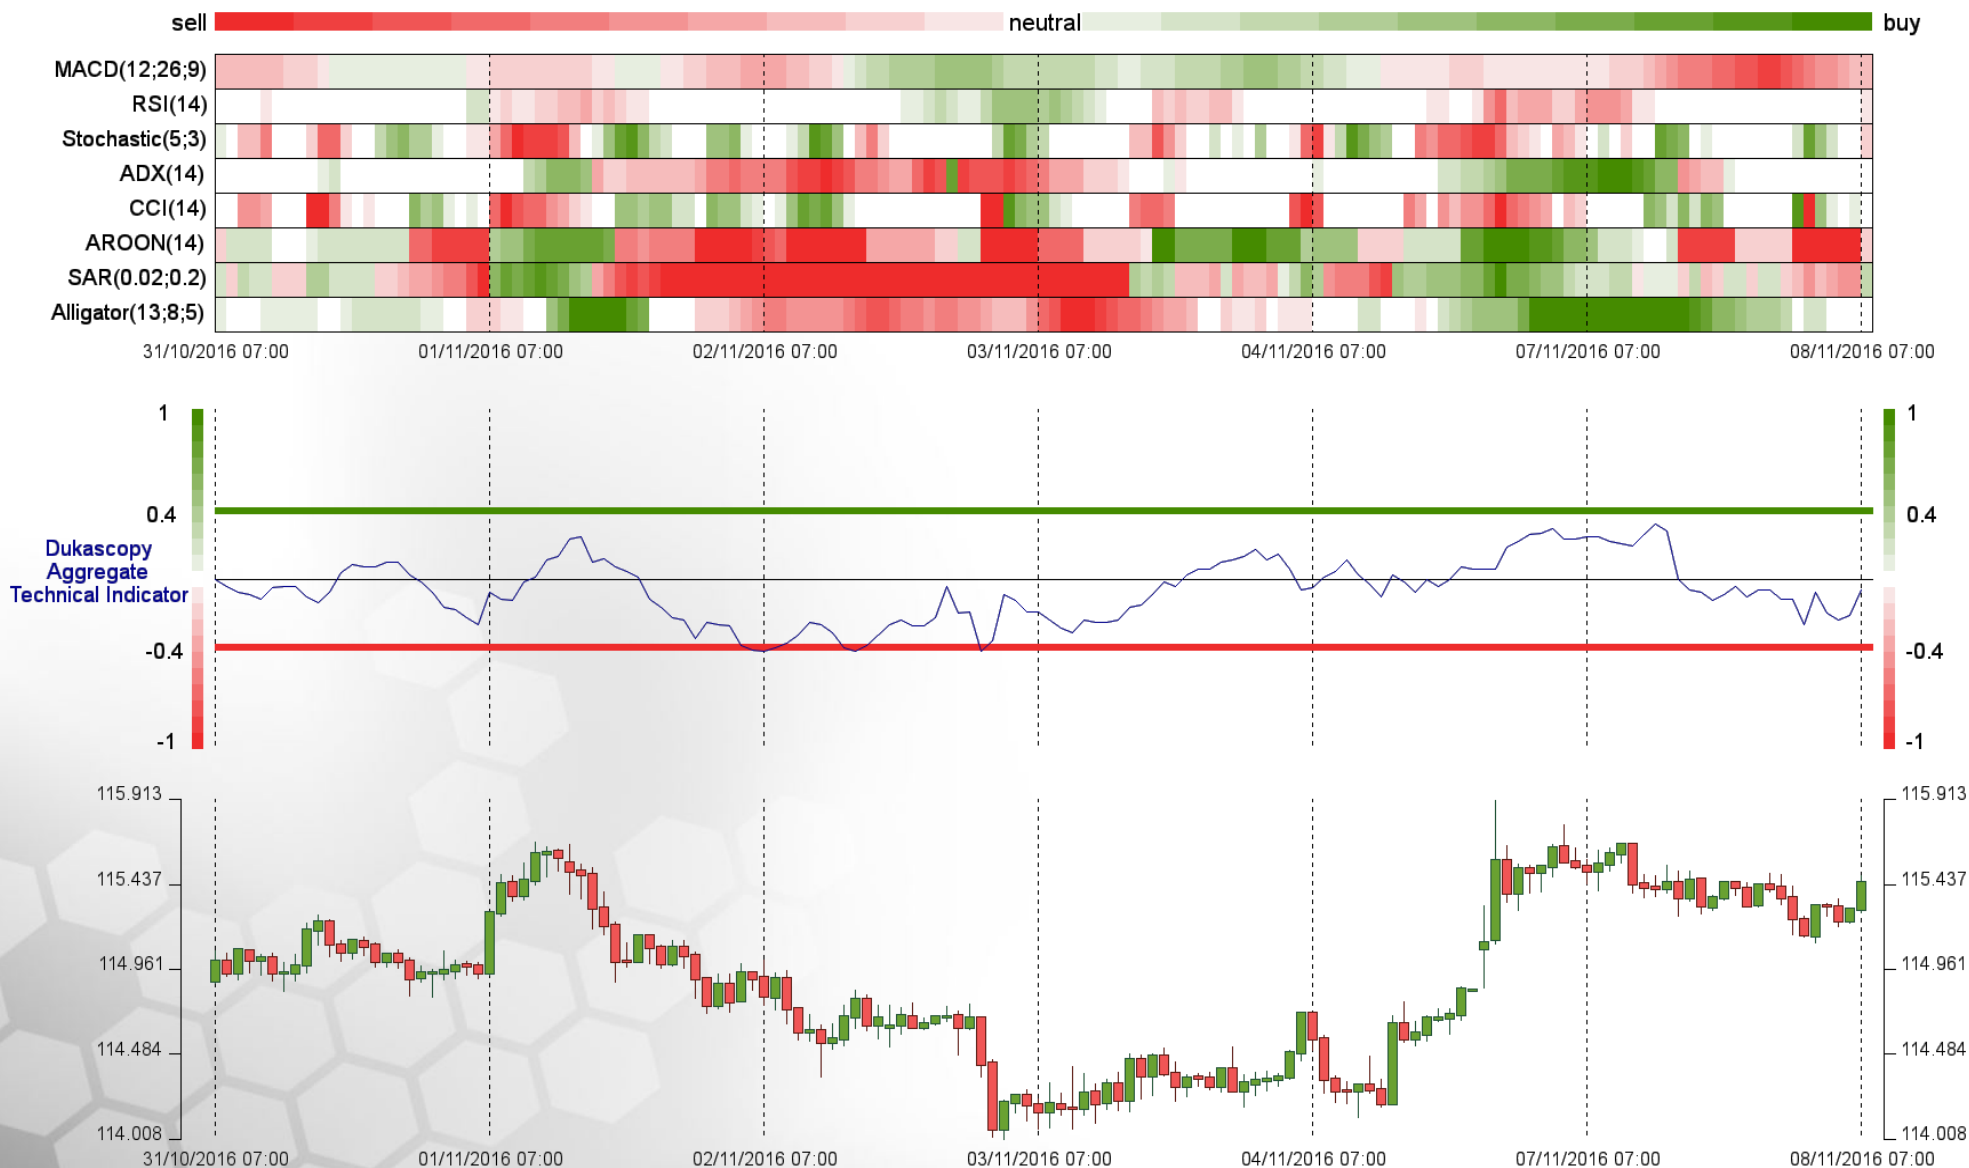 sell neutral buy
MACD(12;26;9)
RSI(14)
Stochastic(5;3)
ADX(14)
CCI(14)
AROON(14)
SAR(0.02;0.2)
Alligator(13;8;5)
31/10/2016 07:00 01/11/2016 07:00 02/11/2016 07:00 03/11/2016 07:00 04/11/2016 07:00 07/11/2016 07:00 08/11/2016 07:00
1 1
0.4 0.4
Dukascopy
Aggregate
Technical Indicator
-0.4 -0.4
-1 -1
115.913 115.913
115.437 115.437
114.961 114.961
114.484 114.484
114.008 114.008
31/10/2016 07:00 01/11/2016 07:00 02/11/2016 07:00 03/11/2016 07:00 04/11/2016 07:00 07/11/2016 07:00 08/11/2016 07:00